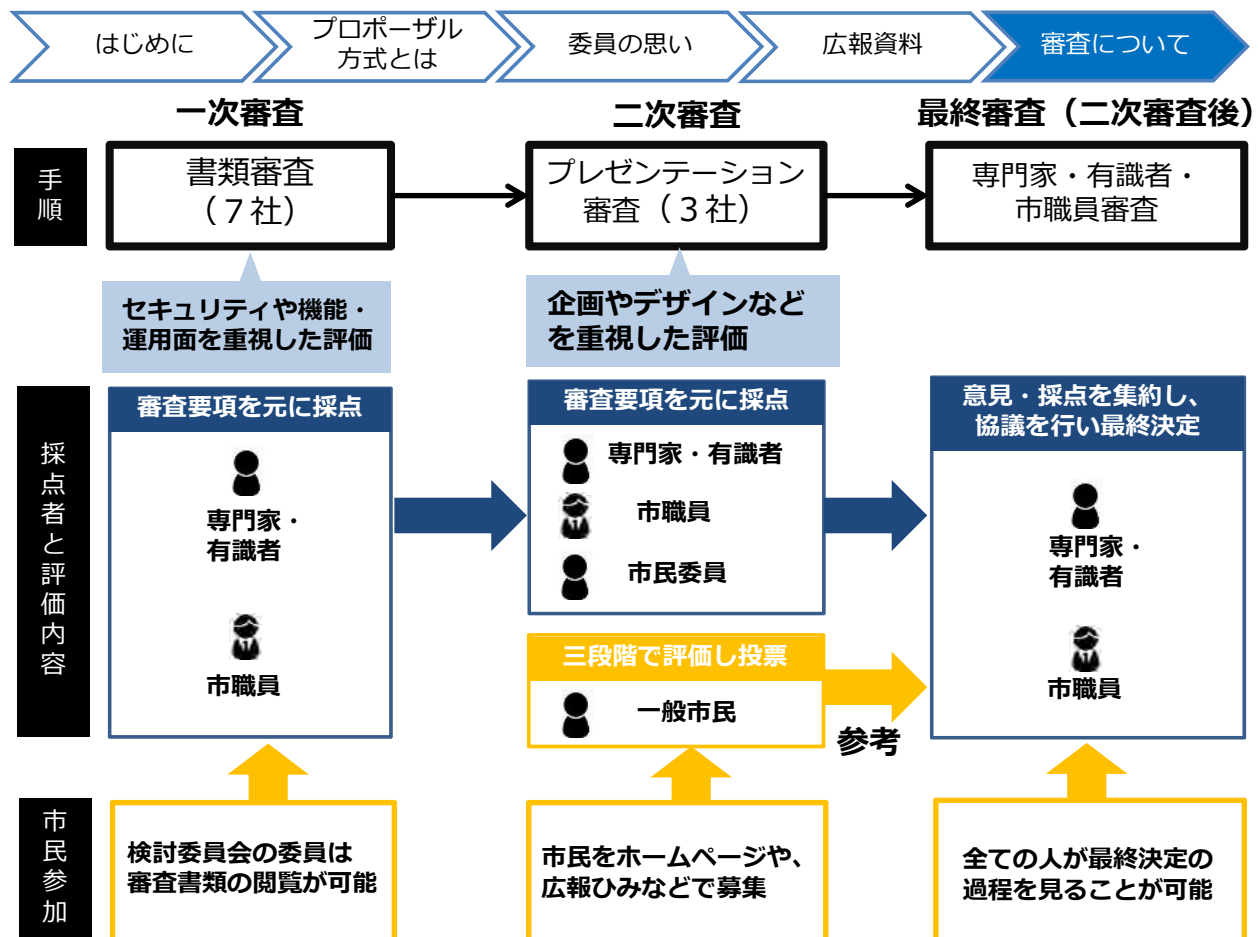 はじめに
プロポーザル
方式とは
委員の思い
広報資料
審査について
一次審査
二次審査
最終審査（二次審査後）
手順
書類審査
（７社）
プレゼンテーション
審査（３社）
専門家・有識者・
市職員審査
セキュリティや機能・
運用面を重視した評価
企画やデザインなど
を重視した評価
採点者と評価内容
審査要項を元に採点
専門家・
有識者
市職員
審査要項を元に採点
専門家・有識者
市職員
市民委員
三段階で評価し投票
一般市民
参考
意見・採点を集約し、
協議を行い最終決定
専門家・
有識者
市職員
市民参加
検討委員会の委員は
審査書類の閲覧が可能
市民をホームページや、
広報ひみなどで募集
全ての人が最終決定の
過程を見ることが可能